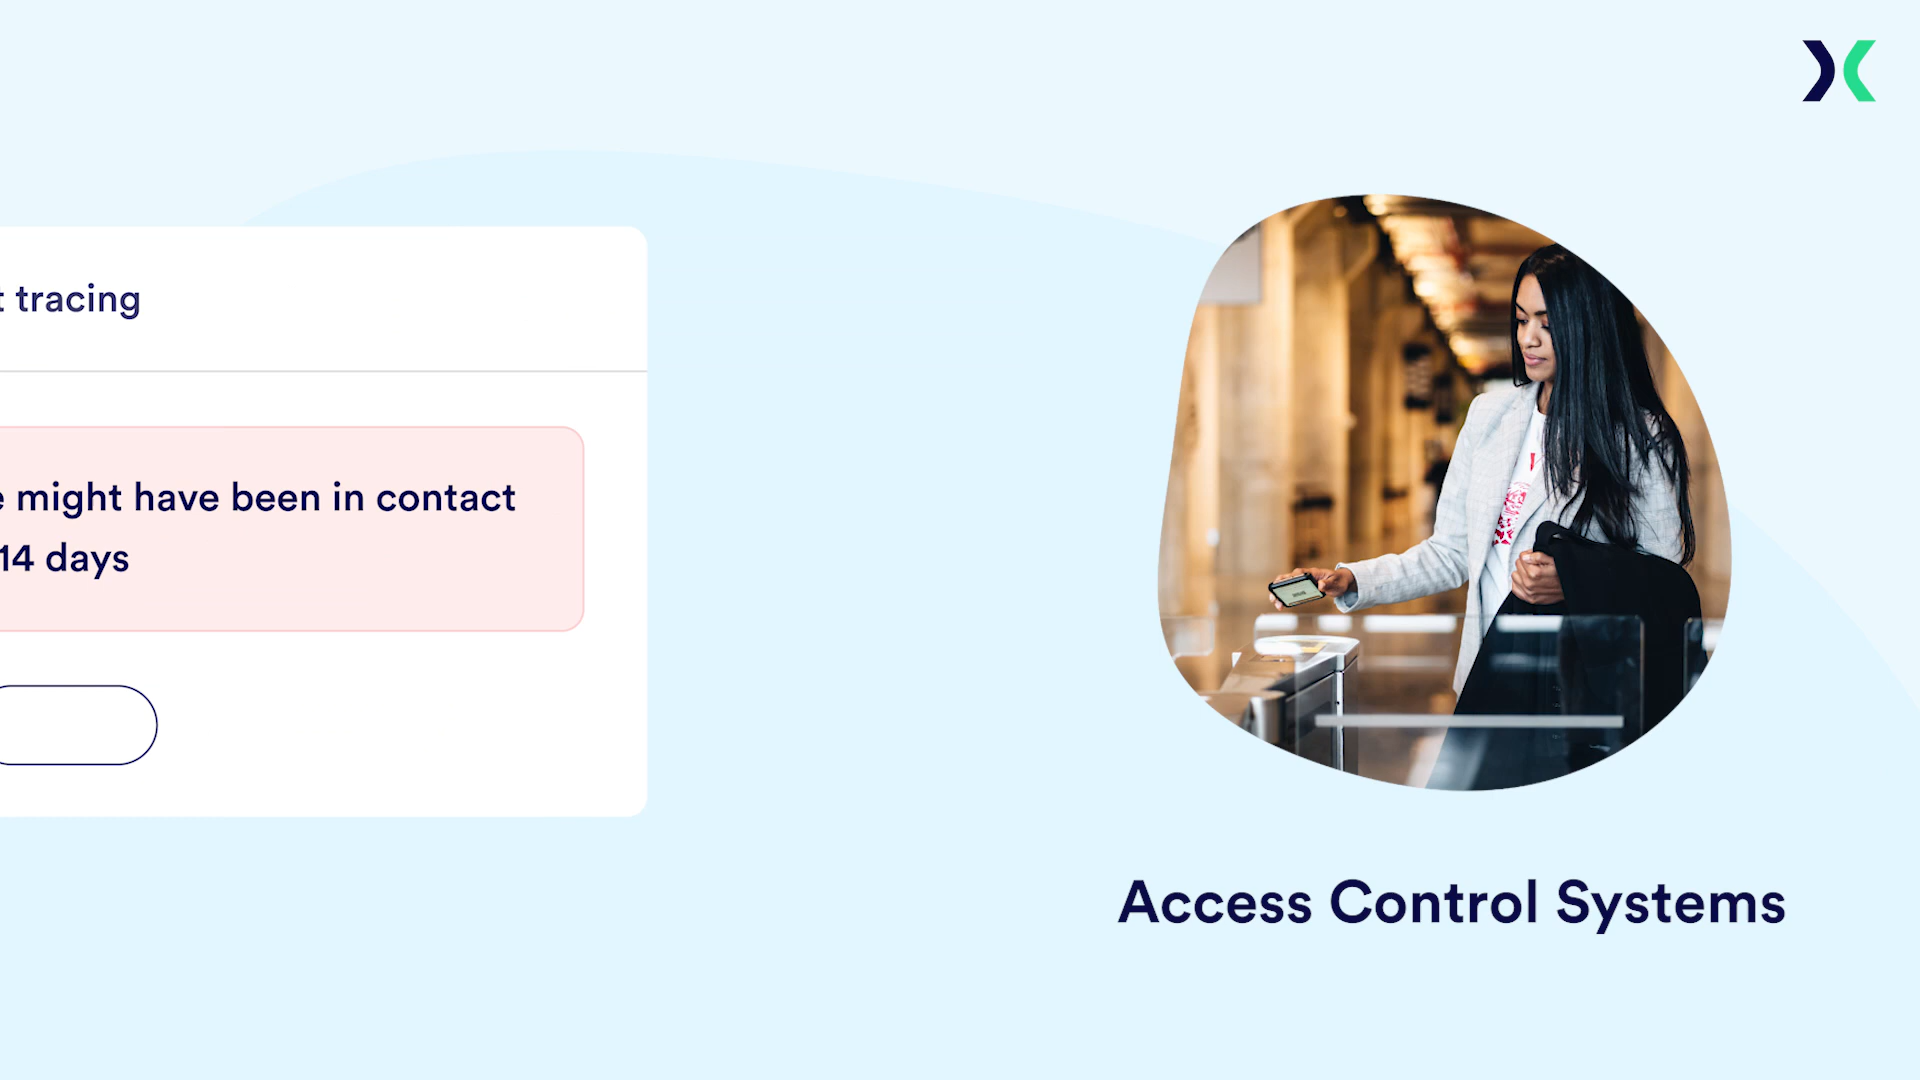 t tracing
e might have been in contact
14 days
Access Control Systems